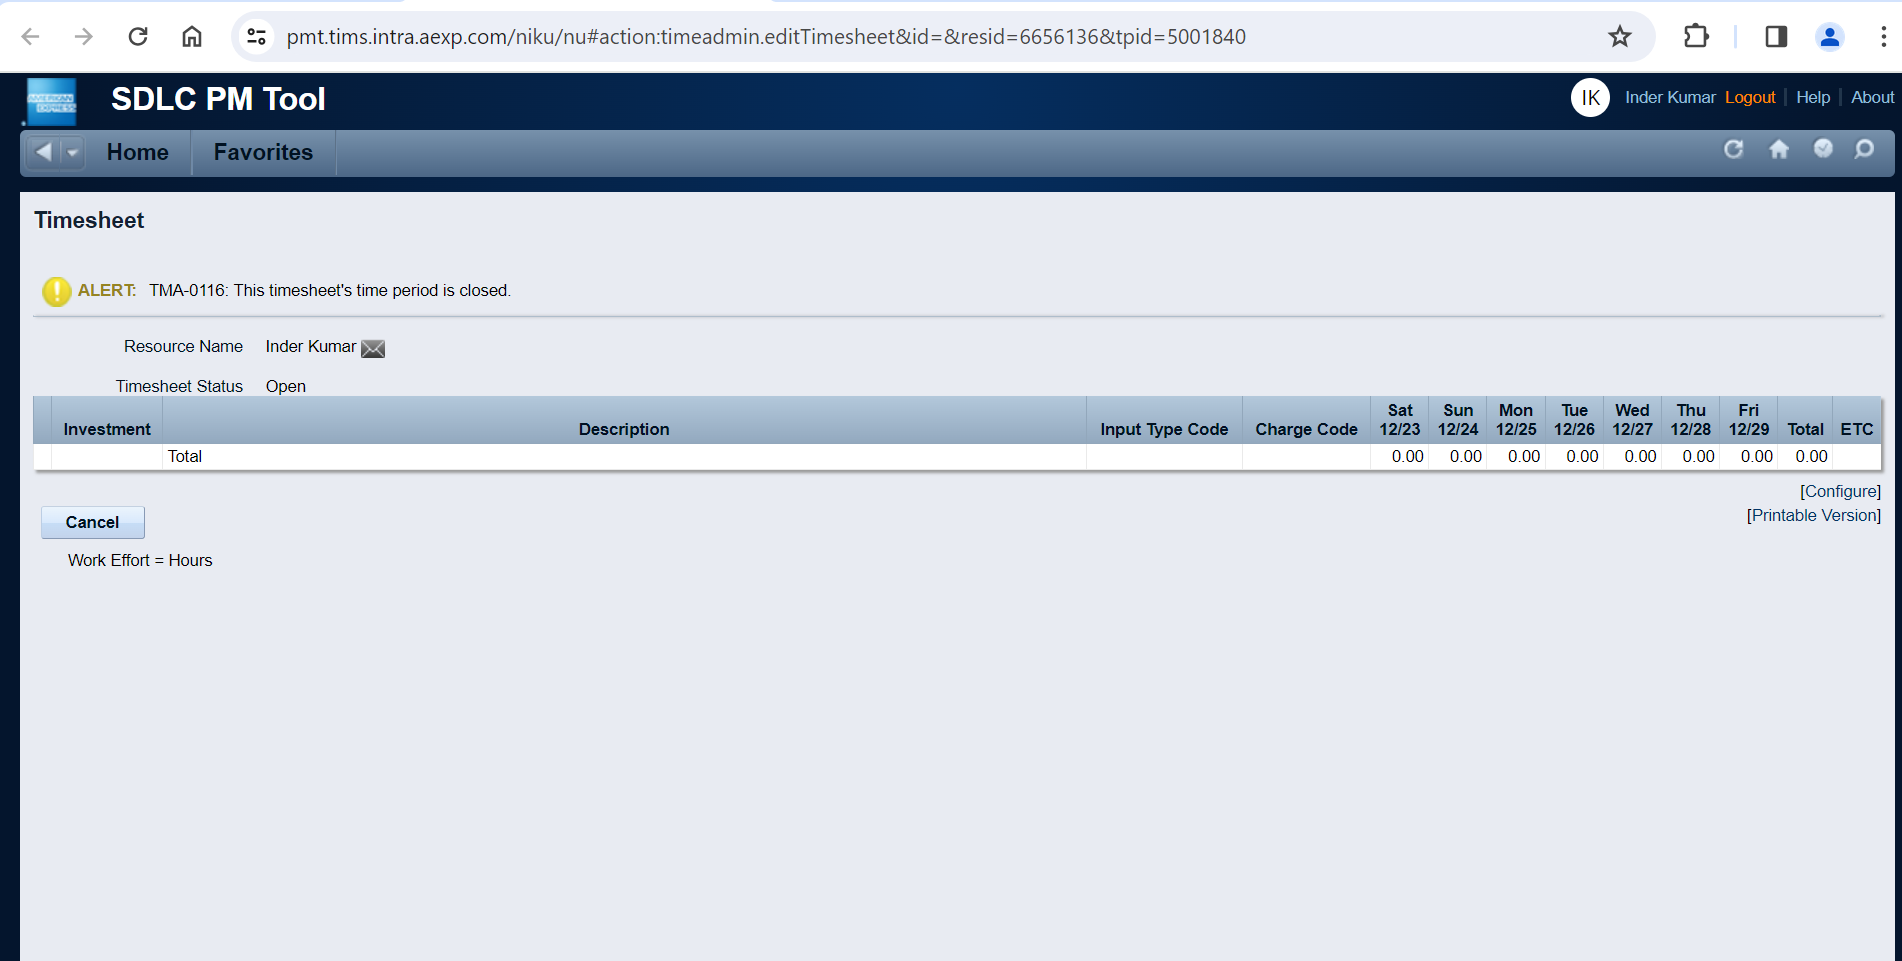 pmt.tims.intra.aexp.com/niku/nu#action:timeadmin.editTimesheet&id=&resid=6656136&tpid=5001840
AMERICAN
EXPRESS
SDLC PM Tool
IK Inder Kumar Logout Help About
Home Favorites
Timesheet
ALERT: TMA-0116: This timesheet's time period is closed.
Resource Name Inder Kumar
Timesheet Status Open
Investment Description Input Type Code Charge Code Sat 12/23 Sun 12/24 Mon 12/25 Tue 12/26 Wed 12/27 Thu 12/28 Fri 12/29 Total ETC
Total 0.00 0.00 0.00 0.00 0.00 0.00 0.00 0.00
[Configure]
[Printable Version]
Cancel
Work Effort = Hours